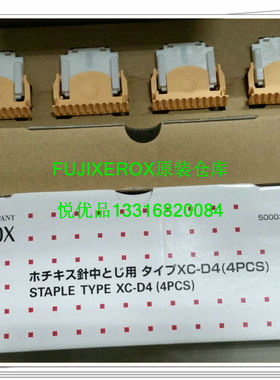 FUJIXEROX原装仓库
悦优品13316820084
PANY
OX
5000
ホチキス針中とじ用 タイプXC-D4(4PCS)
STAPLE TYPE XC-D4 (4PCS)